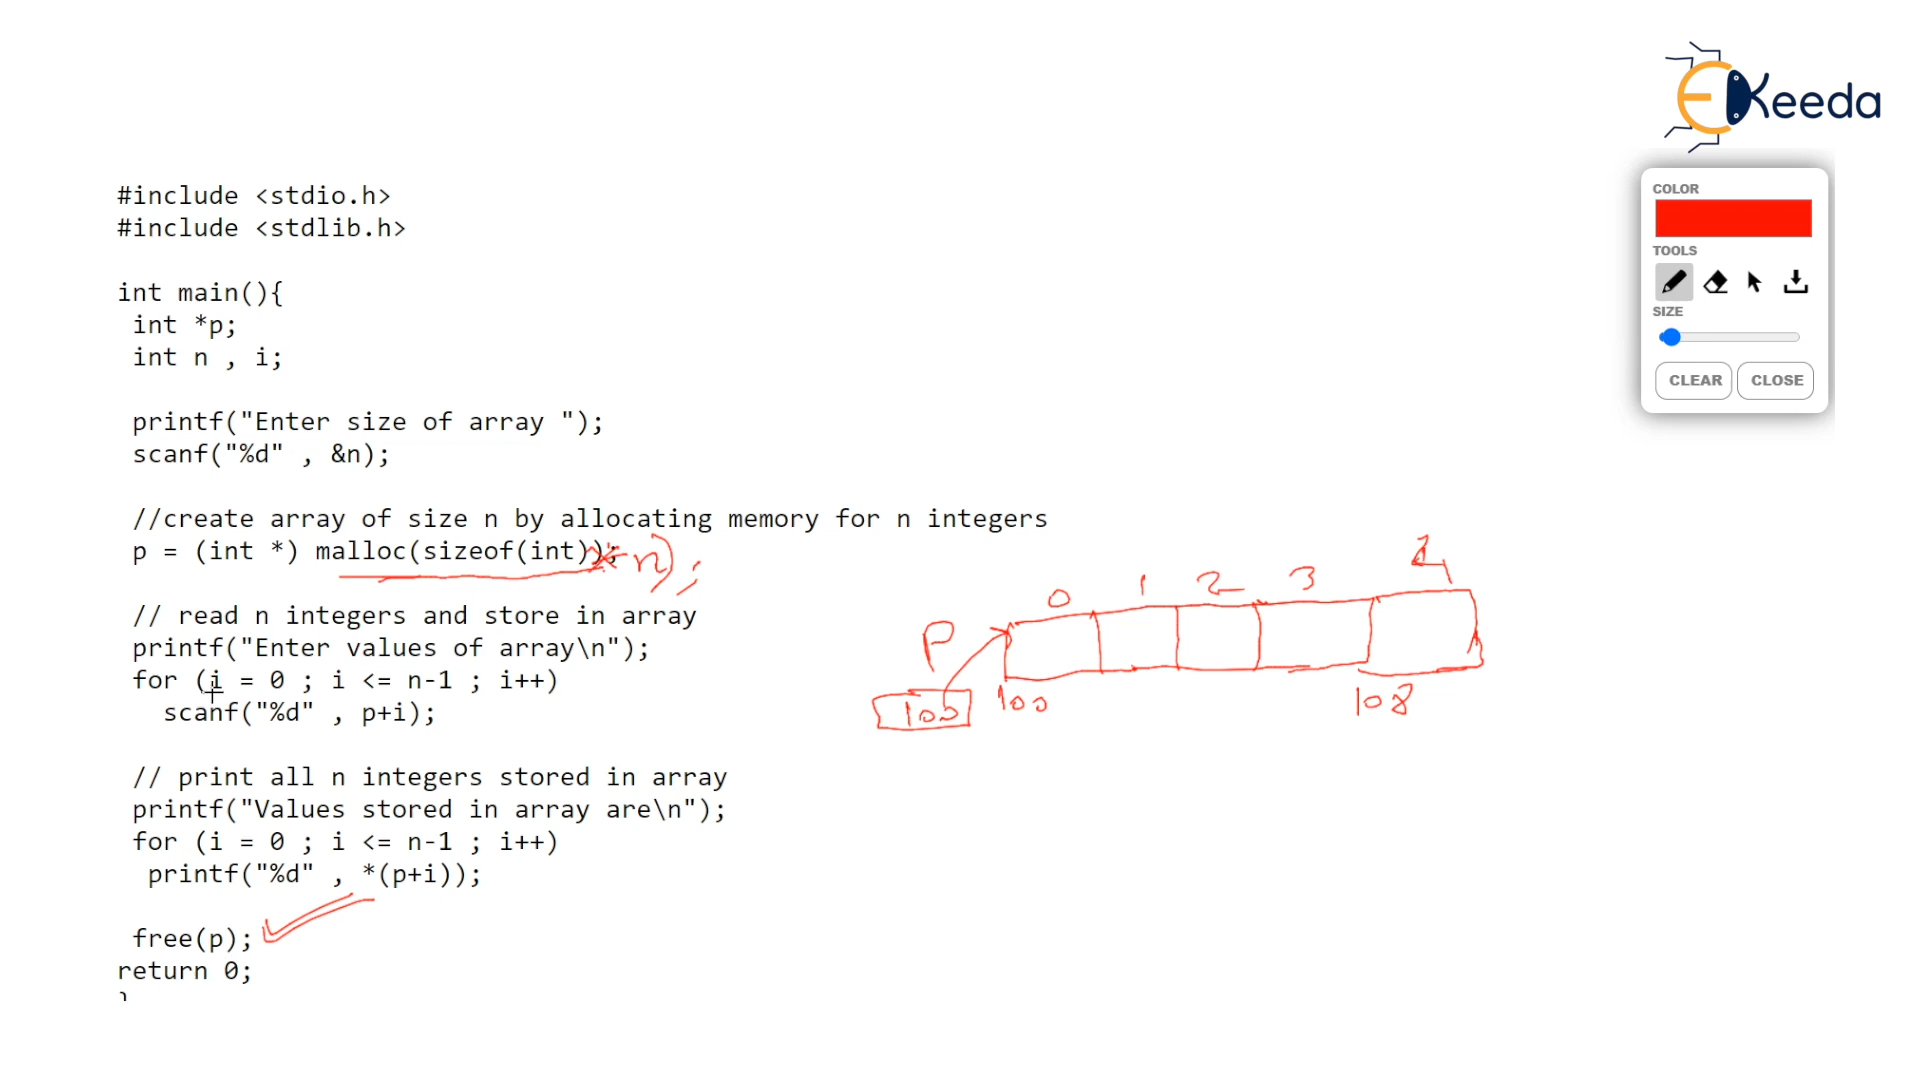 EKeeda
COLOR
TOOLS
SIZE
CLEAR CLOSE
#include <stdio.h>
#include <stdlib.h>
int main(){
int *p;
int n , i;
printf("Enter size of array ");
scanf("%d" , &n);
//create array of size n by allocating memory for n integers
p = (int *) malloc(sizeof(int)); * n);
// read n integers and store in array
printf("Enter values of array\n");
for (i = 0 ; i <= n-1 ; i++)
scanf("%d" , p+i);
// print all n integers stored in array
printf("Values stored in array are\n");
for (i = 0 ; i <= n-1 ; i++)
printf("%d" , *(p+i));
free(p);
return 0;
}
0 1 2 3 4
P
100 100 108